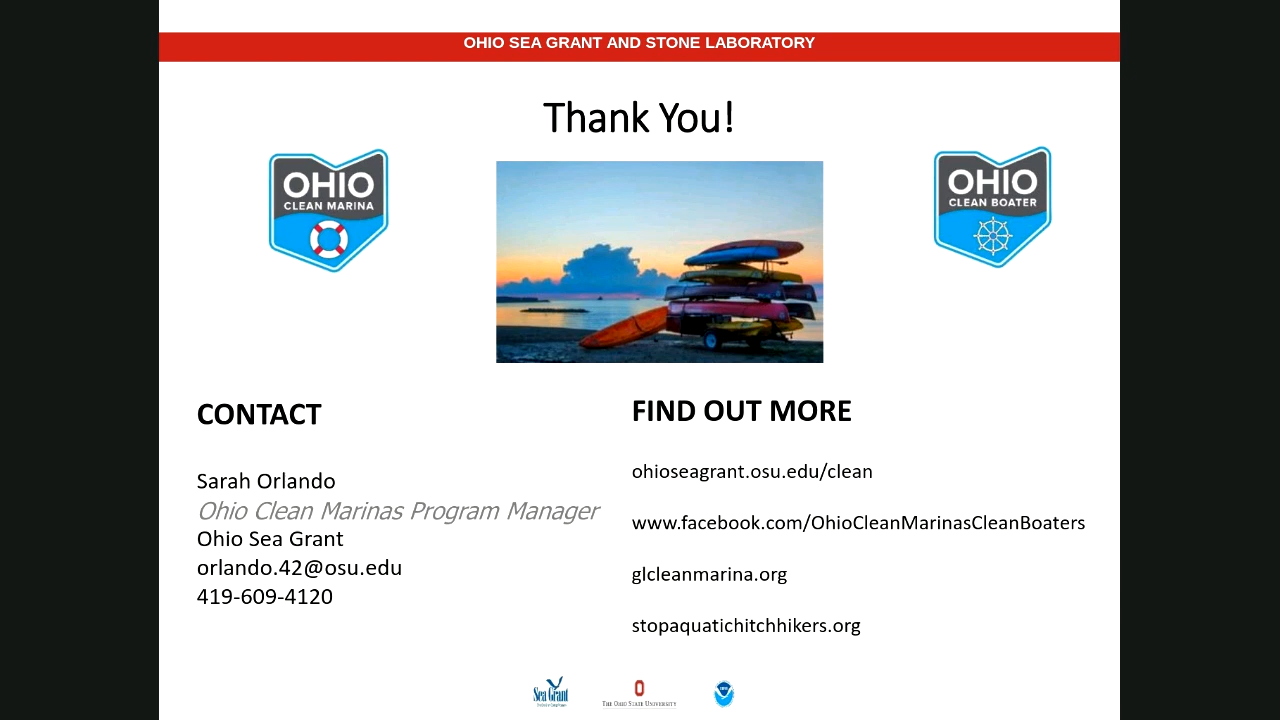 OHIO SEA GRANT AND STONE LABORATORY
Thank You!
OHIO
CLEAN MARINA
OHIO
CLEAN BOATER
CONTACT
Sarah Orlando
Ohio Clean Marinas Program Manager
Ohio Sea Grant
orlando.42@osu.edu
419-609-4120
FIND OUT MORE
ohioseagrant.osu.edu/clean
www.facebook.com/OhioCleanMarinasCleanBoaters
glcleanmarina.org
stopaquatichitchhikers.org
Sea Grant
THE OHIO STATE UNIVERSITY